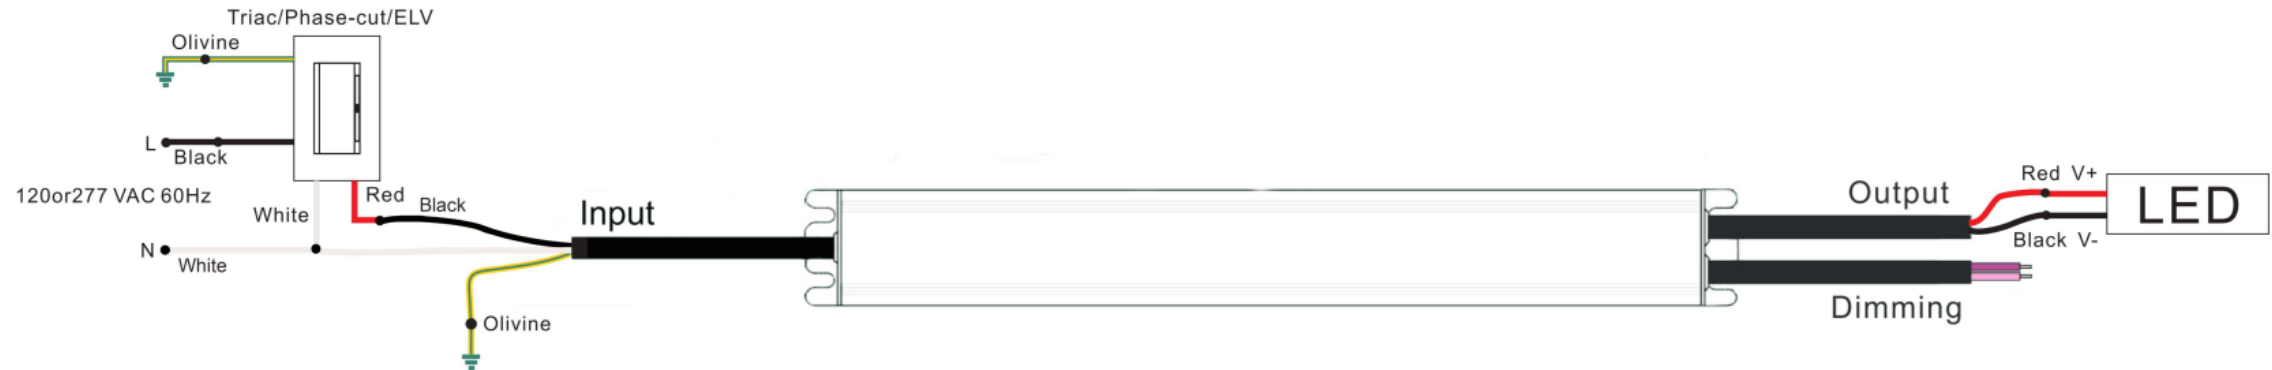 Triac/Phase-cut/ELV
Olivine
L
Black
120or277 VAC 60Hz
Red
Black
White
N
White
Input
Olivine
Output
Red V+
LED
Black V-
Dimming